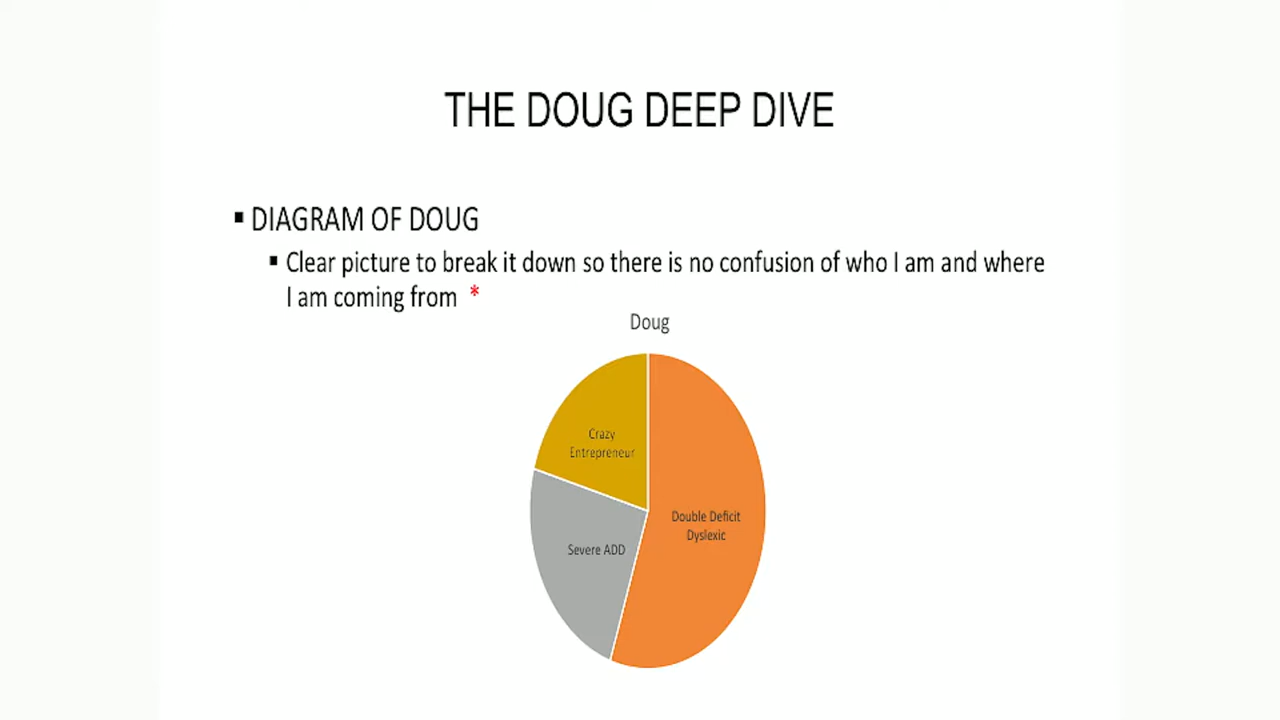 THE DOUG DEEP DIVE
▪ DIAGRAM OF DOUG
▪ Clear picture to break it down so there is no confusion of who I am and where
I am coming from *
Doug
Crazy
Entrepreneur
Double Deficit
Dyslexic
Severe ADD